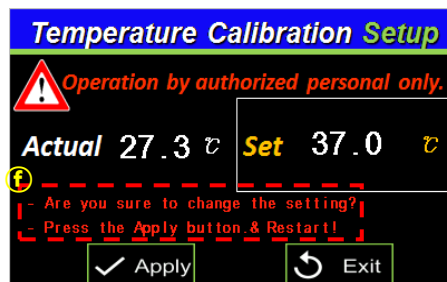 Temperature Calibration Setup
Operation by authorized personal only.
Actual 27.3 ℃ Set 37.0 ℃
f
- Are you sure to change the setting?
- Press the Apply button.& Restart!
Apply Exit